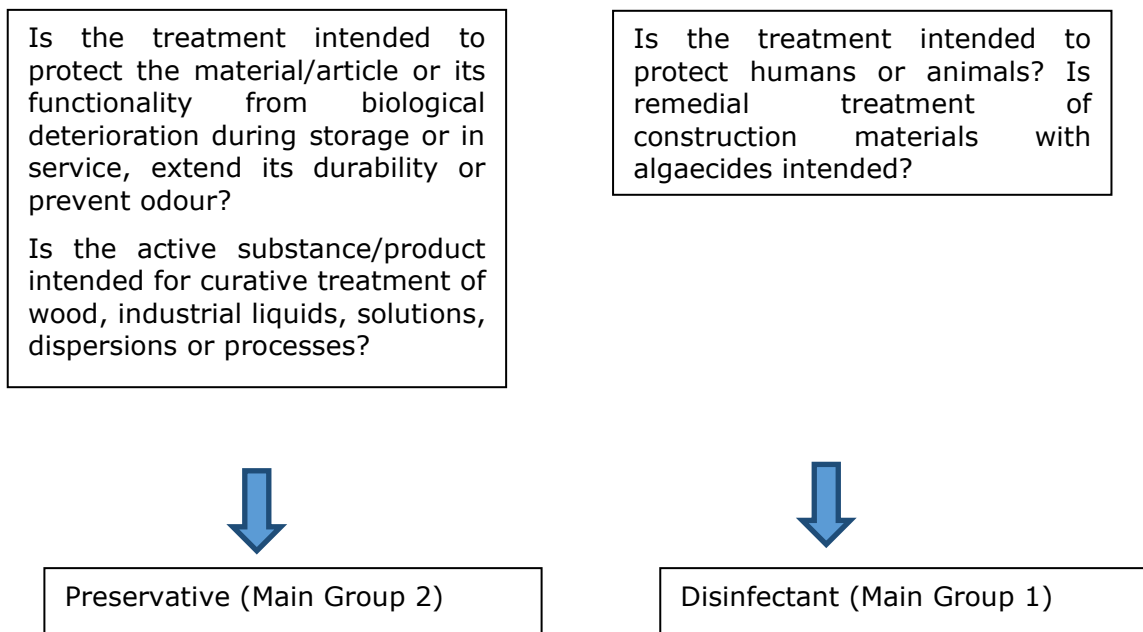 Is the treatment intended to
protect the material/article or its
functionality from biological
deterioration during storage or in
service, extend its durability or
prevent odour?
Is the active substance/product
intended for curative treatment of
wood, industrial liquids, solutions,
dispersions or processes?
Is the treatment intended to
protect humans or animals? Is
remedial treatment of
construction materials with
algaecides intended?
Preservative (Main Group 2)
Disinfectant (Main Group 1)